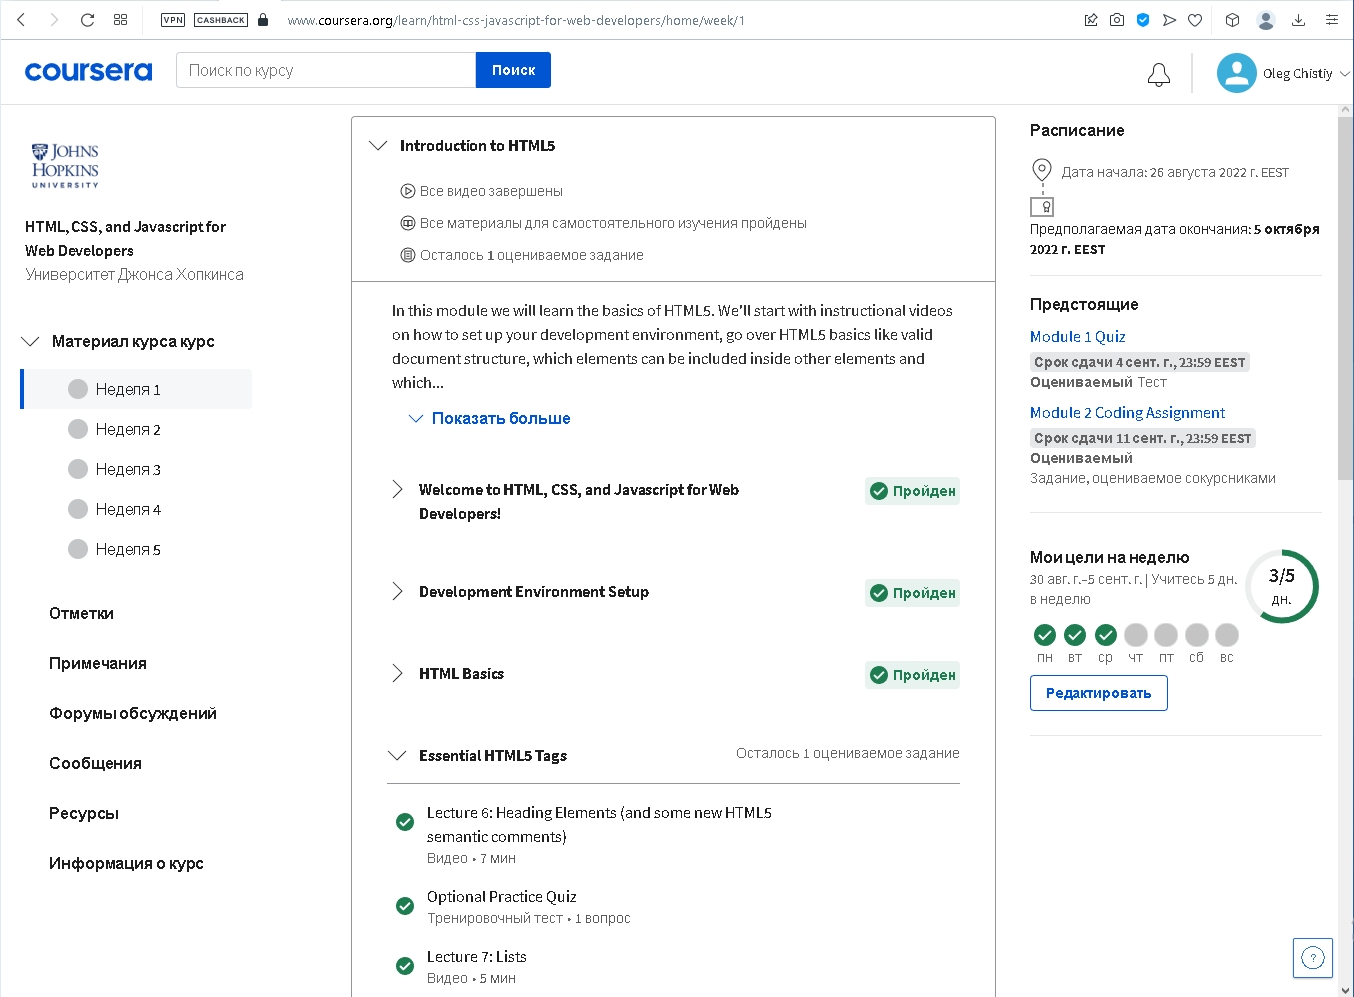 VPN CASHBACK www.coursera.org/learn/html-css-javascript-for-web-developers/home/week/1
coursera
Поиск по курсу
Поиск
Oleg Chistiy
JOHNS
HOPKINS
UNIVERSITY
HTML, CSS, and Javascript for
Web Developers
Университет Джонса Хопкинса
Материал курса курс
Неделя 1
Неделя 2
Неделя 3
Неделя 4
Неделя 5
Отметки
Примечания
Форумы обсуждений
Сообщения
Ресурсы
Информация о курс
Introduction to HTML5
Все видео завершены
Все материалы для самостоятельного изучения пройдены
Осталось 1 оцениваемое задание
In this module we will learn the basics of HTML5. We'll start with instructional videos
on how to set up your development environment, go over HTML5 basics like valid
document structure, which elements can be included inside other elements and
which...
Показать больше
Welcome to HTML, CSS, and Javascript for Web
Developers!
Пройден
Development Environment Setup
Пройден
HTML Basics
Пройден
Essential HTML5 Tags
Осталось 1 оцениваемое задание
Lecture 6: Heading Elements (and some new HTML5
semantic comments)
Видео • 7 мин
Optional Practice Quiz
Тренировочный тест • 1 вопрос
Lecture 7: Lists
Видео • 5 мин
Расписание
Дата начала: 26 августа 2022 г. EEST
Предполагаемая дата окончания: 5 октября
2022 г. EEST
Предстоящие
Module 1 Quiz
Срок сдачи 4 сент. г., 23:59 EEST
Оцениваемый Тест
Module 2 Coding Assignment
Срок сдачи 11 сент. г., 23:59 EEST
Оцениваемый
Задание, оцениваемое сокурсниками
Мои цели на неделю
30 авг. г.–5 сент. г. | Учитесь 5 дн.
в неделю
3/5
дн.
пн вт ср чт пт сб вс
Редактировать
?